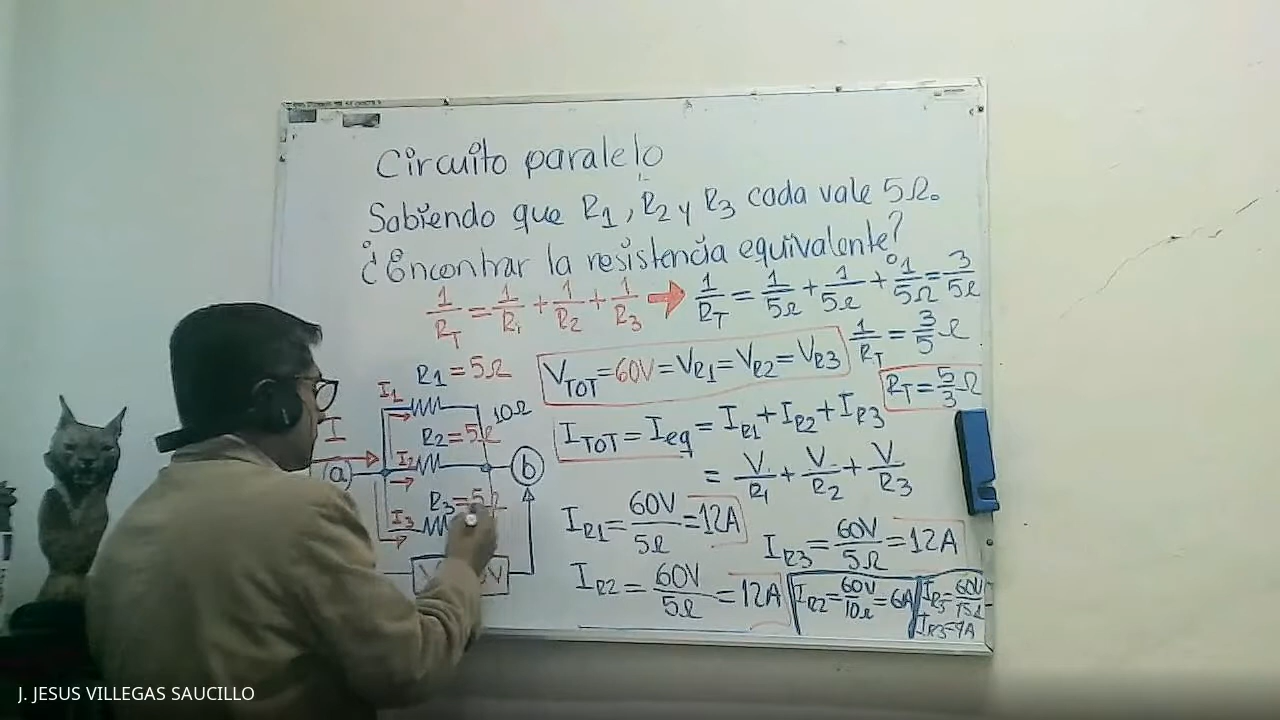 Circuito paralelo
Sabiendo que R1, R2 y R3 cada vale 5Ω.
¿Encontrar la resistencia equivalente?
1/RT = 1/R1 + 1/R2 + 1/R3 → 1/RT = 1/5Ω + 1/5Ω + 1/5Ω = 3/5Ω
1/RT = 3/5 Ω
RT = 5/3 Ω
VTOT = 60V = VR1 = VR2 = VR3
ITOT = Ieq = IR1 + IR2 + IR3
= V/R1 + V/R2 + V/R3
IR1 = 60V/5Ω = 12A
IR3 = 60V/5Ω = 12A
IR2 = 60V/5Ω = 12A
IR2 = 60V/10Ω = 6A
R1 = 5Ω
I1
10Ω
R2 = 5Ω
I
I2
a
b
R3 = 5Ω
I3
J. JESUS VILLEGAS SAUCILLO